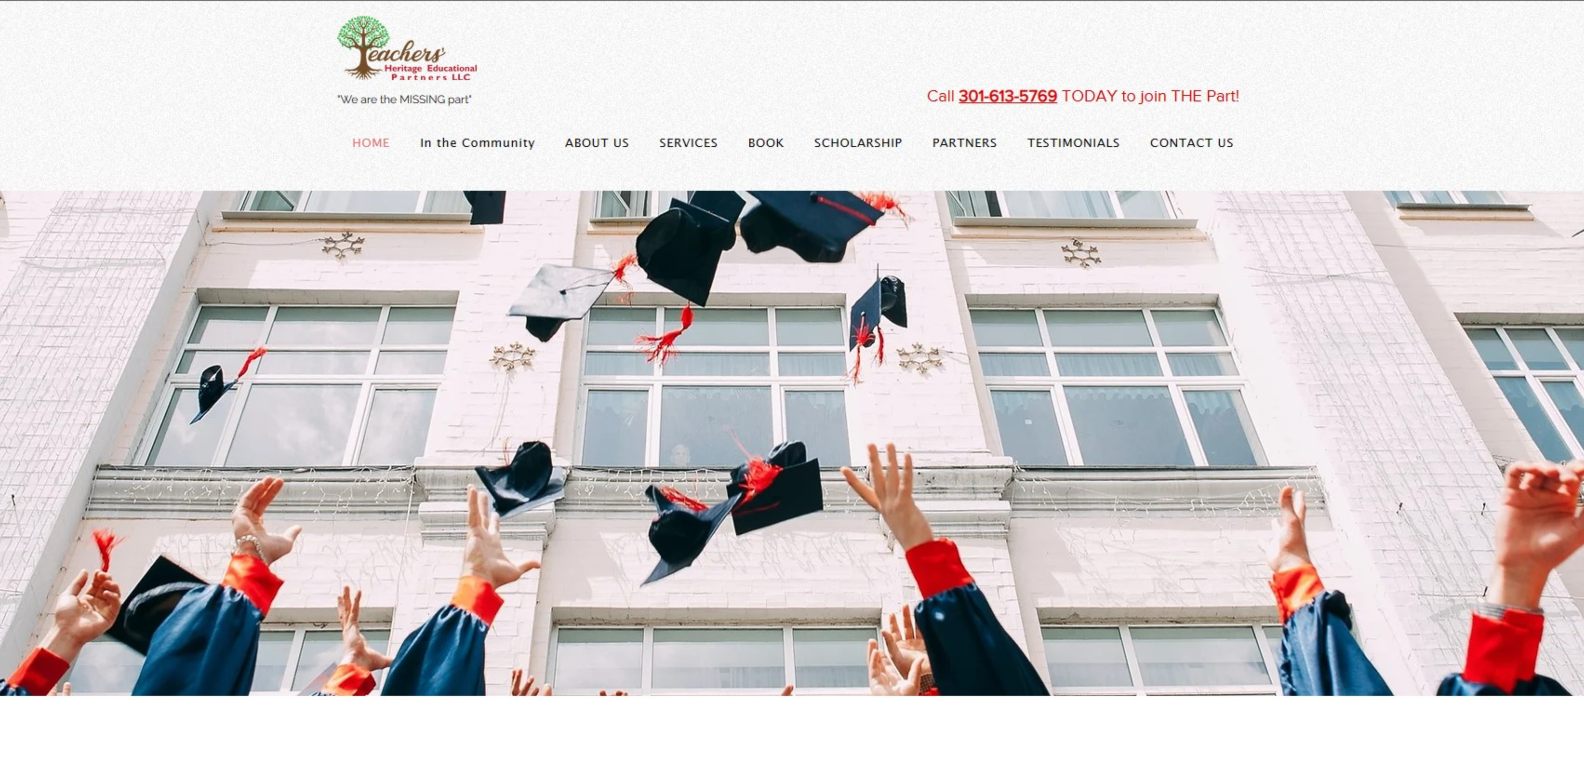 Teachers'
Heritage Educational
Partners LLC
"We are the MISSING part"
Call 301-613-5769 TODAY to join THE Part!
HOME In the Community ABOUT US SERVICES BOOK SCHOLARSHIP PARTNERS TESTIMONIALS CONTACT US